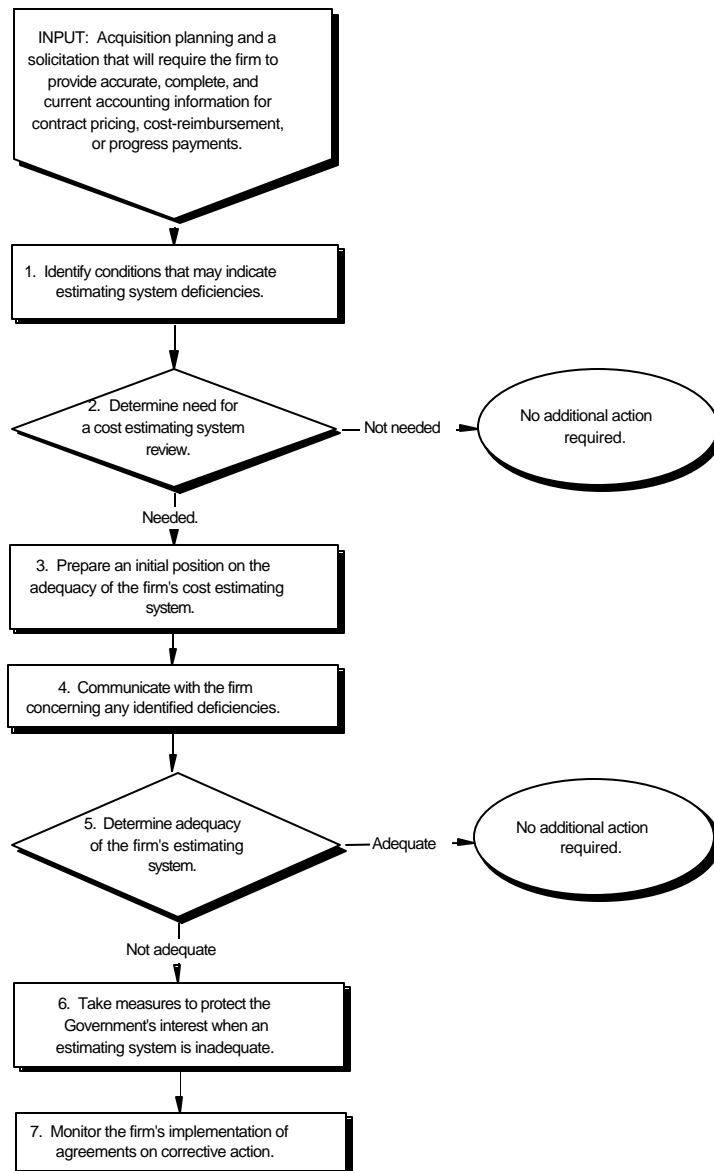 INPUT: Acquisition planning and a
solicitation that will require the firm to
provide accurate, complete, and
current accounting information for
contract pricing, cost-reimbursement,
or progress payments.
1. Identify conditions that may indicate
estimating system deficiencies.
2. Determine need for
a cost estimating system
review.
Not needed
No additional action
required.
Needed.
3. Prepare an initial position on the
adequacy of the firm's cost estimating
system.
4. Communicate with the firm
concerning any identified deficiencies.
5. Determine adequacy
of the firm's estimating
system.
Adequate
No additional action
required.
Not adequate
6. Take measures to protect the
Government's interest when an
estimating system is inadequate.
7. Monitor the firm's implementation of
agreements on corrective action.